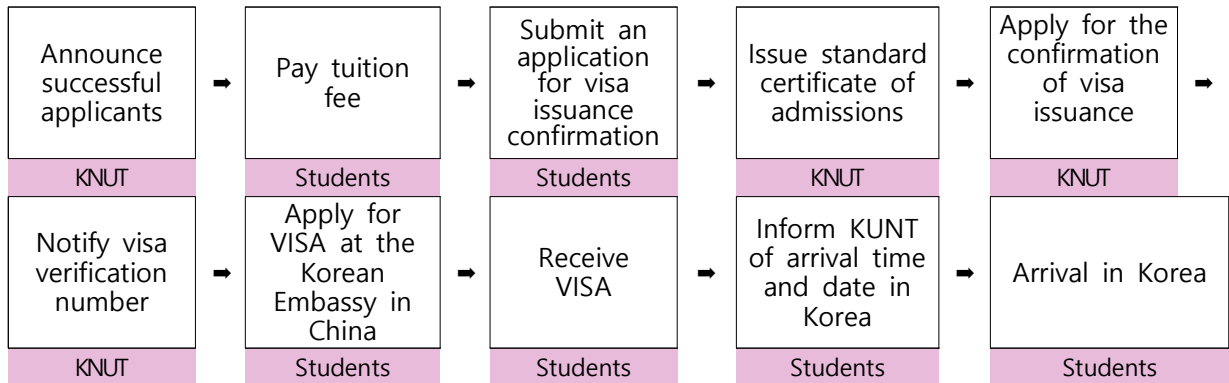 Announce
successful
applicants
➡
Pay tuition
fee
➡
Submit an
application
for visa
issuance
confirmation
➡
Issue standard
certificate of
admissions
➡
Apply for the
confirmation
of visa
issuance
➡
KNUT
Students
Students
KNUT
KNUT
Notify visa
verification
number
➡
Apply for
VISA at the
Korean
Embassy in
China
➡
Receive
VISA
➡
Inform KUNT
of arrival time
and date in
Korea
➡
Arrival in Korea
KNUT
Students
Students
Students
Students